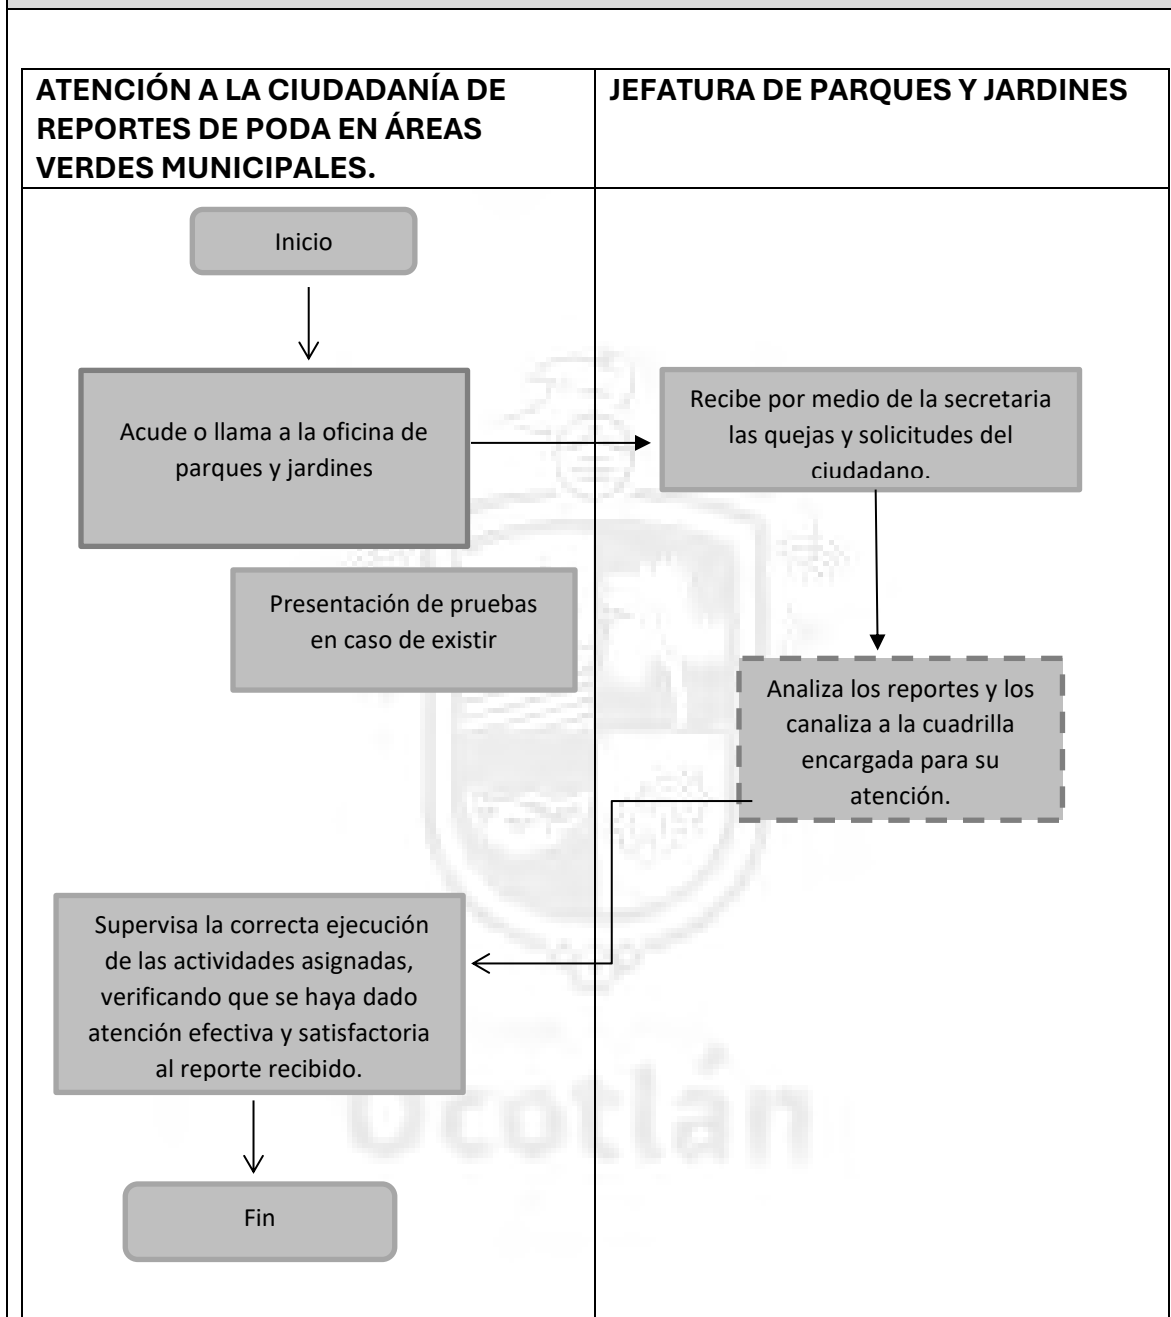 ATENCIÓN A LA CIUDADANÍA DE
REPORTES DE PODA EN ÁREAS
VERDES MUNICIPALES.
JEFATURA DE PARQUES Y JARDINES
Inicio
Acude o llama a la oficina de
parques y jardines
Recibe por medio de la secretaria
las quejas y solicitudes del
ciudadano.
Presentación de pruebas
en caso de existir
Analiza los reportes y los
canaliza a la cuadrilla
encargada para su
atención.
Supervisa la correcta ejecución
de las actividades asignadas,
verificando que se haya dado
atención efectiva y satisfactoria
al reporte recibido.
Ocotlán
Fin